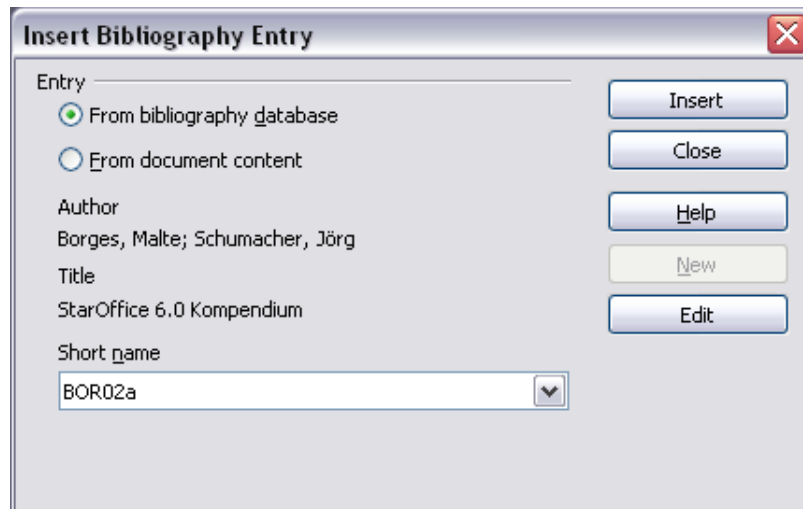 Insert Bibliography Entry
Entry
From bibliography database
From document content
Author
Borges, Malte; Schumacher, Jörg
Title
StarOffice 6.0 Kompendium
Short name
BOR02a
Insert
Close
Help
New
Edit